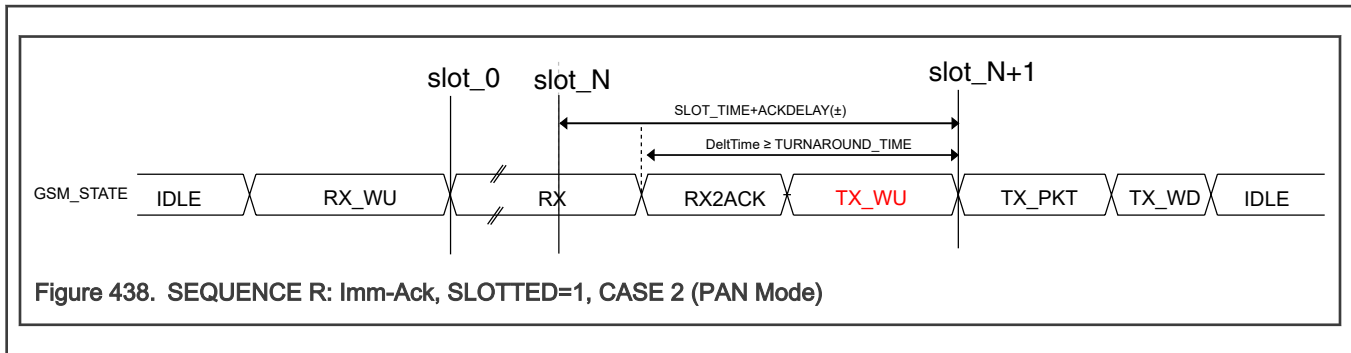 slot_0 slot_N slot_N+1
SLOT_TIME+ACKDELAY(±)
DeltTime ≥ TURNAROUND_TIME
GSM_STATE IDLE RX_WU RX RX2ACK TX_WU TX_PKT TX_WD IDLE
Figure 438. SEQUENCE R: Imm-Ack, SLOTTED=1, CASE 2 (PAN Mode)